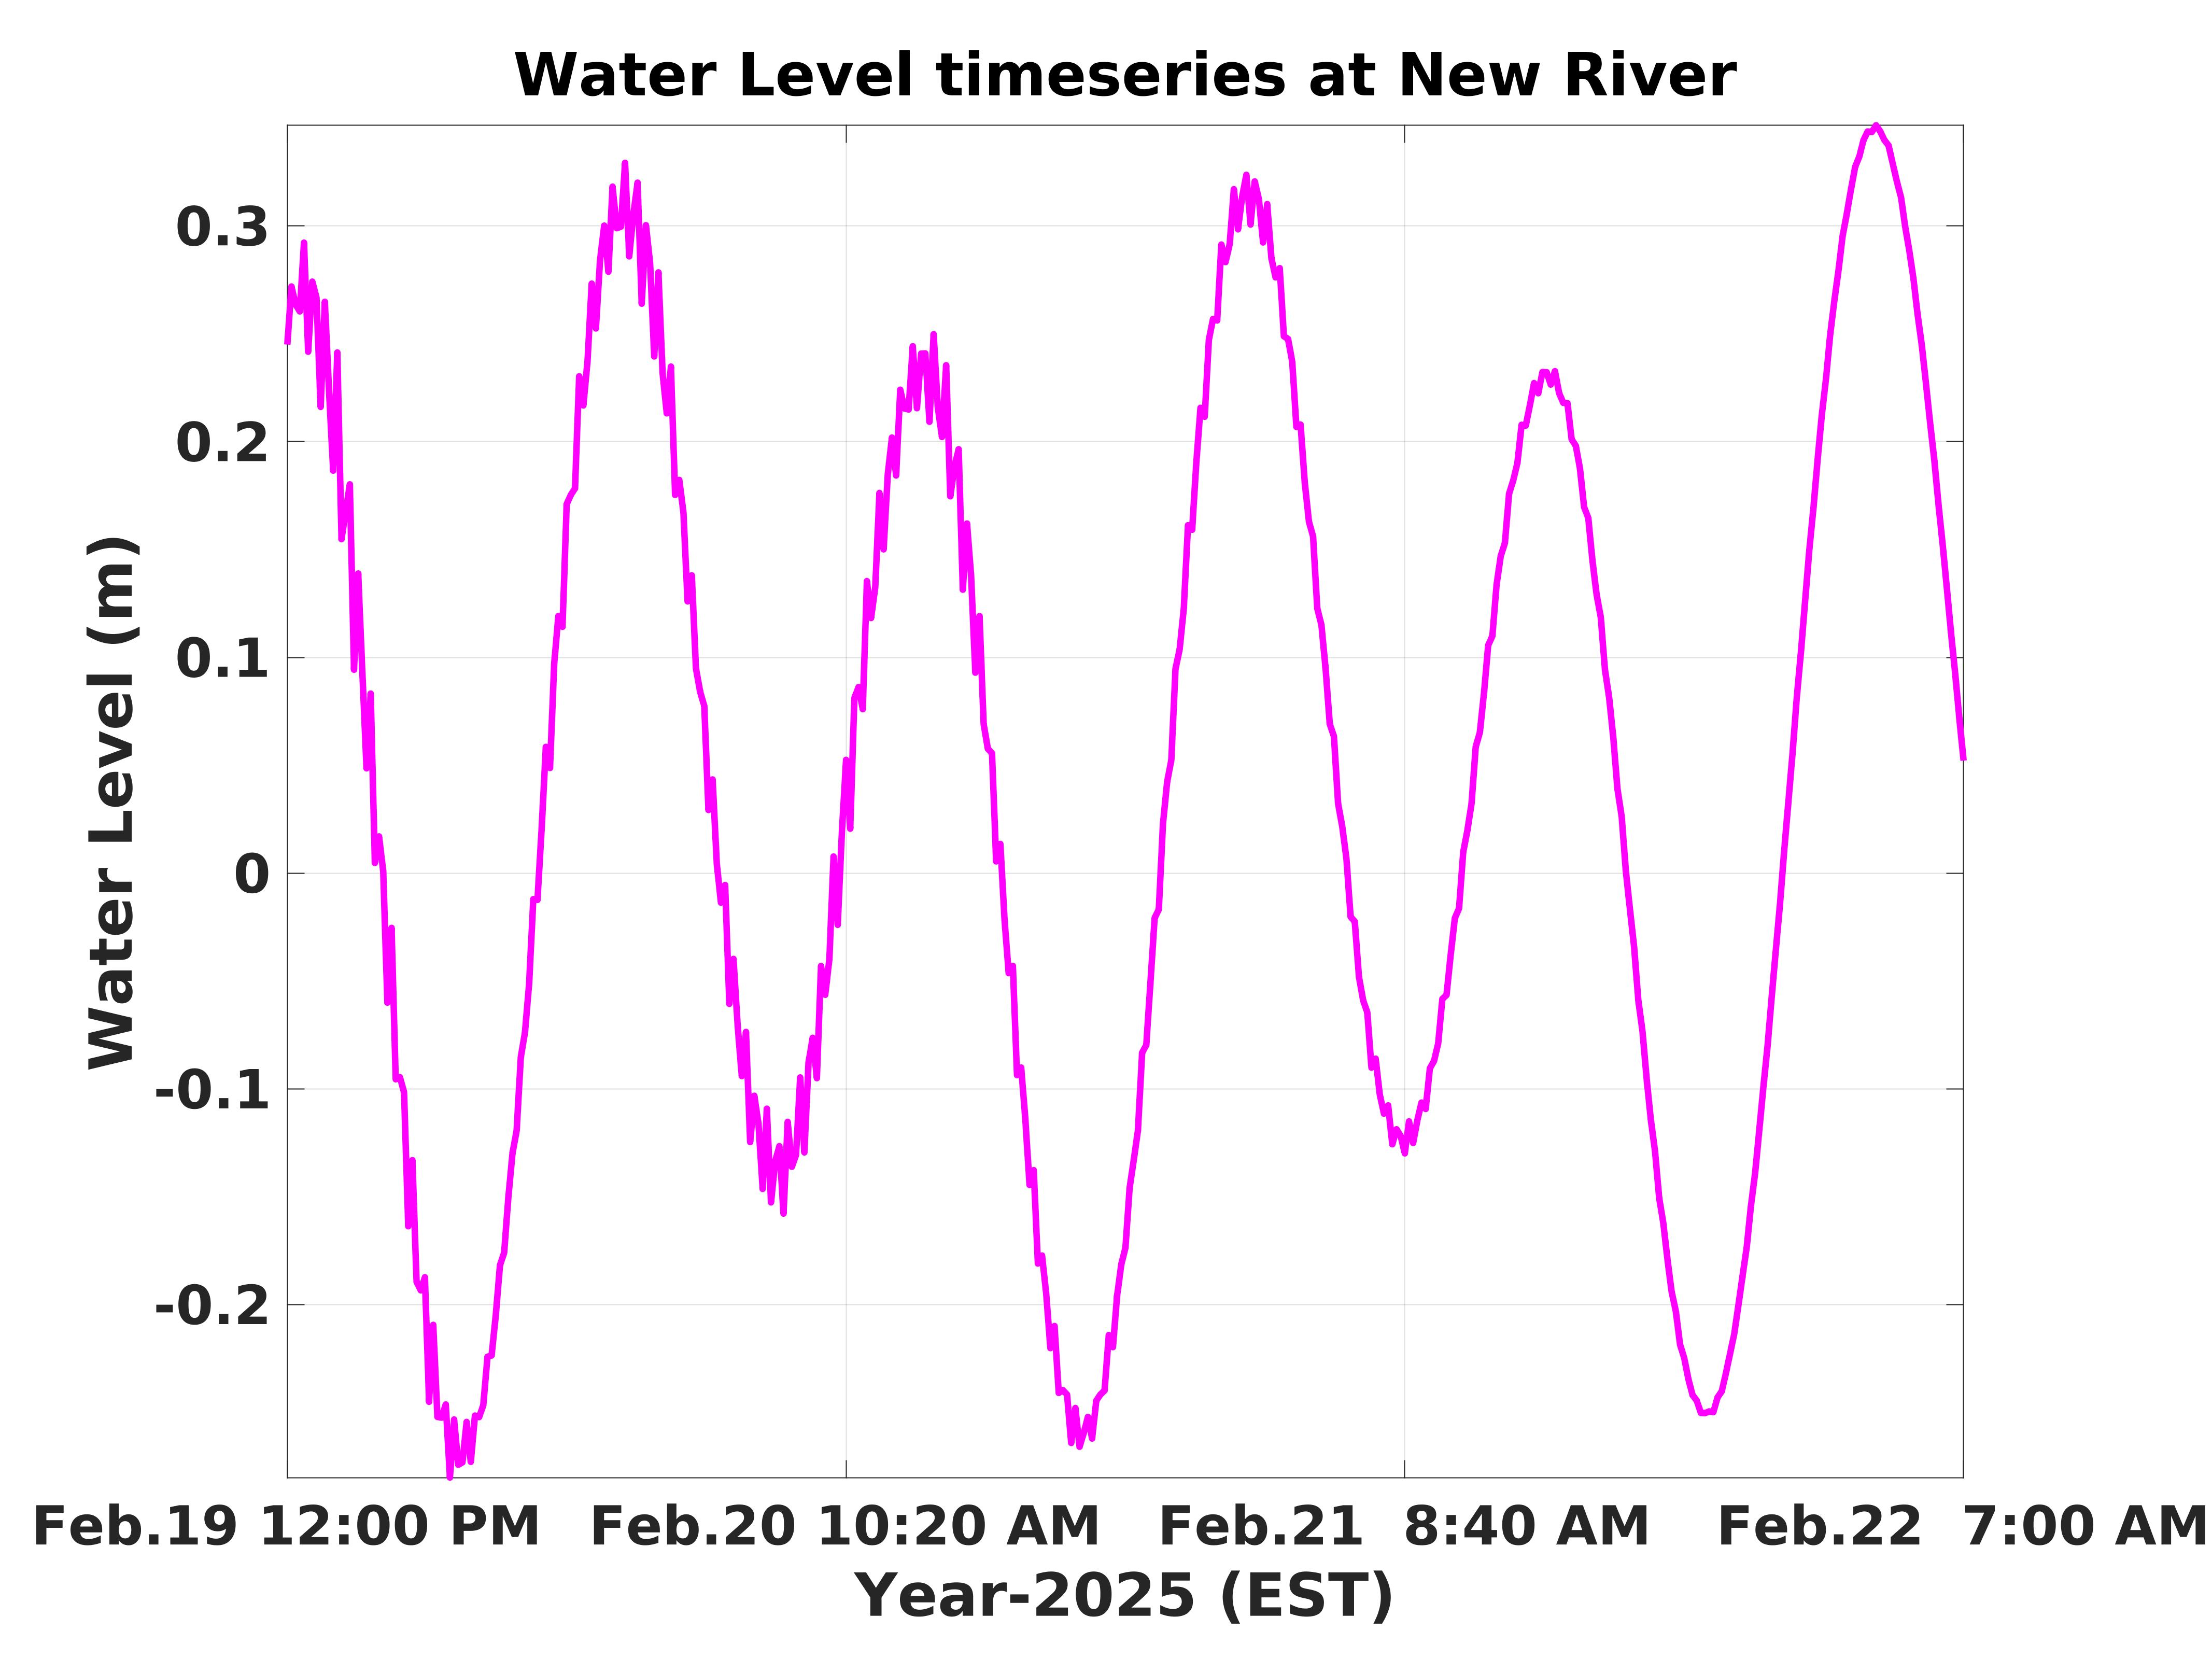 Water Level timeseries at New River
0.3
0.2
0.1
0
-0.1
-0.2
Water Level (m)
Feb.19 12:00 PM Feb.20 10:20 AM Feb.21 8:40 AM Feb.22 7:00 AM
Year-2025 (EST)